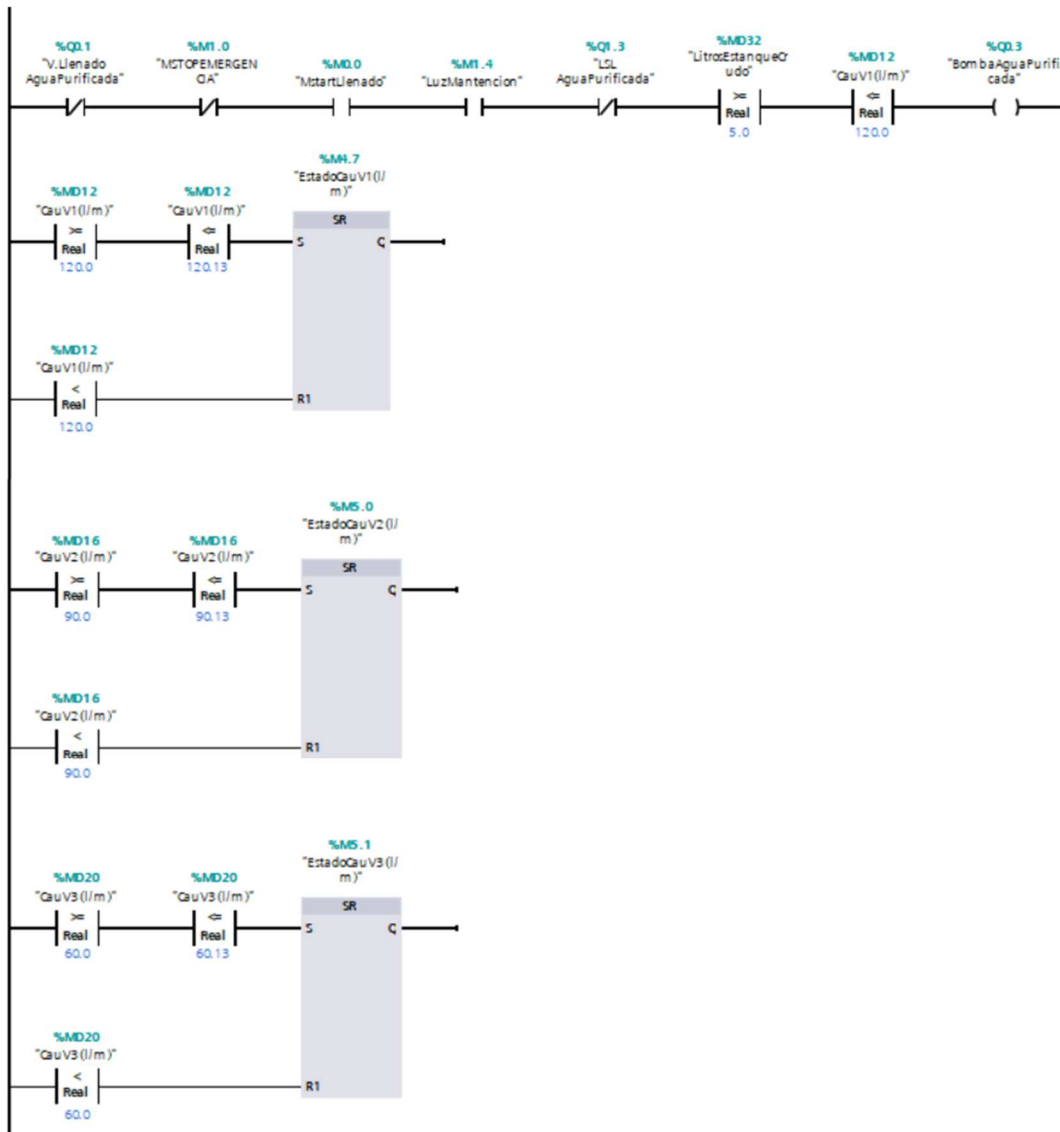 %Q0.1 %M1.0 %M0.0 %M1.4 %Q1.3 %MD32 %MD12 %Q0.3
"V.Llenado "MSTOPEMERGEN "MstartLlenado" "LuzMantencion" "LSL "LitrosEstanqueCr "CauV1(l/m)" "BombaAguaPurifi
AguaPurificada" CIA" AguaPurificada" udo" cada"
>= <=
Real Real
5.0 120.0
%M4.7
"EstadoCauV1(l/
m)"
%MD12 %MD12
"CauV1(l/m)" "CauV1(l/m)"
SR
>= <=
Real Real S Q
120.0 120.13
%MD12
"CauV1(l/m)"
<
Real R1
120.0
%M5.0
"EstadoCauV2(l/
m)"
%MD16 %MD16
"CauV2(l/m)" "CauV2(l/m)"
SR
>= <=
Real Real S Q
90.0 90.13
%MD16
"CauV2(l/m)"
<
Real R1
90.0
%M5.1
"EstadoCauV3(l/
m)"
%MD20 %MD20
"CauV3(l/m)" "CauV3(l/m)"
SR
>= <=
Real Real S Q
60.0 60.13
%MD20
"CauV3(l/m)"
<
Real R1
60.0